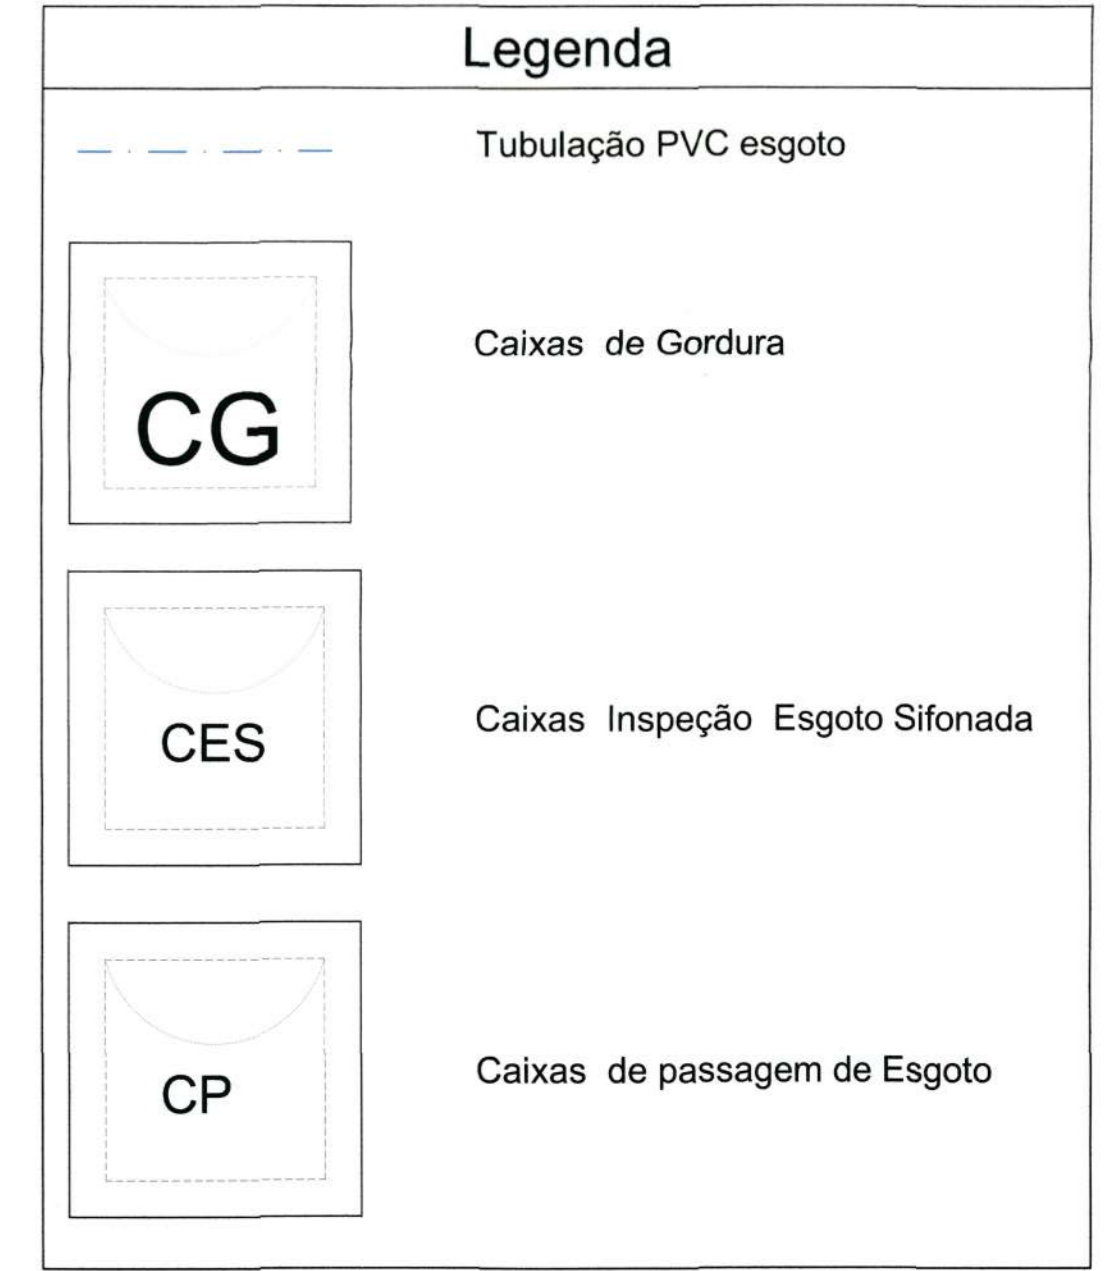 Legenda
Tubulação PVC esgoto
Caixas de Gordura
CG
Caixas Inspeção Esgoto Sifonada
CES
Caixas de passagem de Esgoto
CP